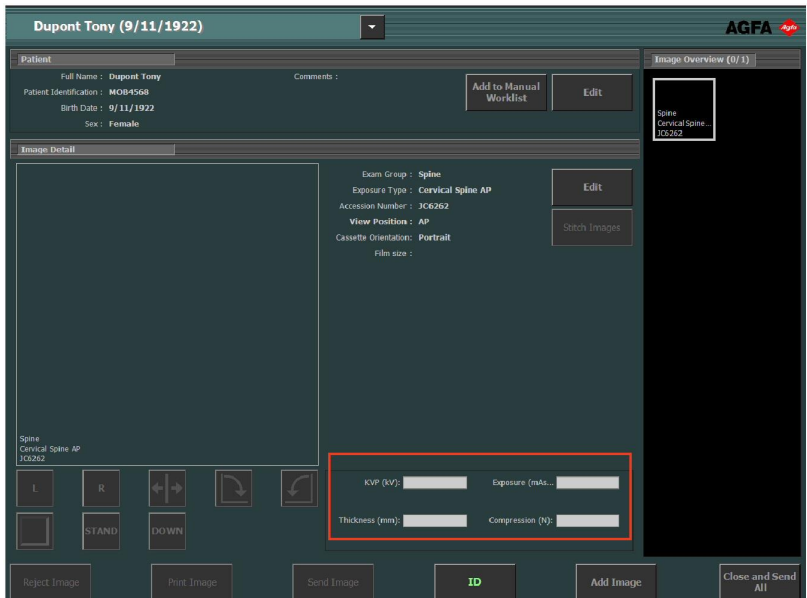 Dupont Tony (9/11/1922)
AGFA Agfa
Patient
Full Name : Dupont Tony
Patient Identification : MOB4568
Birth Date : 9/11/1922
Sex : Female
Comments :
Add to Manual
Worklist
Edit
Image Overview (0/1)
Spine
Cervical Spine...
JC6262
Image Detail
Exam Group : Spine
Exposure Type : Cervical Spine AP
Accession Number : JC6262
View Position : AP
Cassette Orientation: Portrait
Film size :
Edit
Stitch Images
Spine
Cervical Spine AP
JC6262
L
R
STAND
DOWN
KVP (kV):
Exposure (mAs...
Thickness (mm):
Compression (N):
Reject Image
Print Image
Send Image
ID
Add Image
Close and Send
All